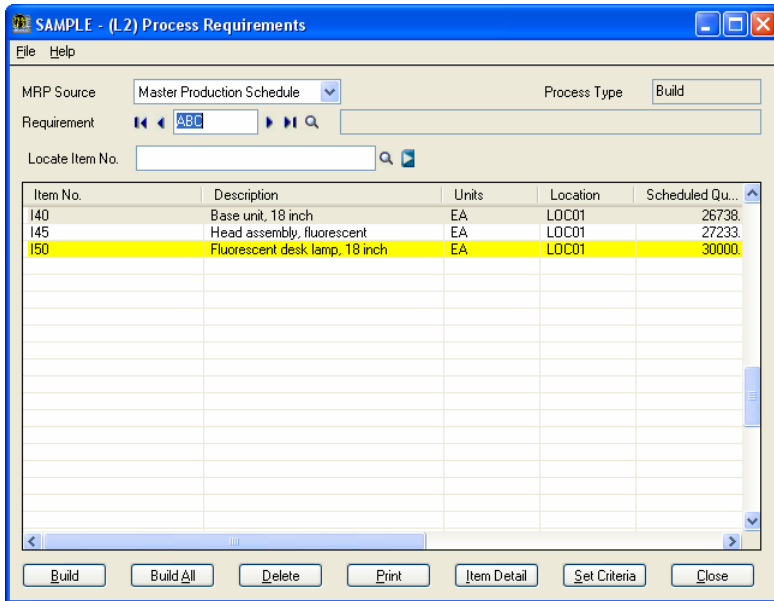 SAMPLE - (L2) Process Requirements
File Help
MRP Source Master Production Schedule Process Type Build
Requirement ABC
Locate Item No.
Item No. Description Units Location Scheduled Qu...
I40 Base unit, 18 inch EA LOC01 26738.
I45 Head assembly, fluorescent EA LOC01 27233.
I50 Fluorescent desk lamp, 18 inch EA LOC01 30000.
Build Build All Delete Print Item Detail Set Criteria Close